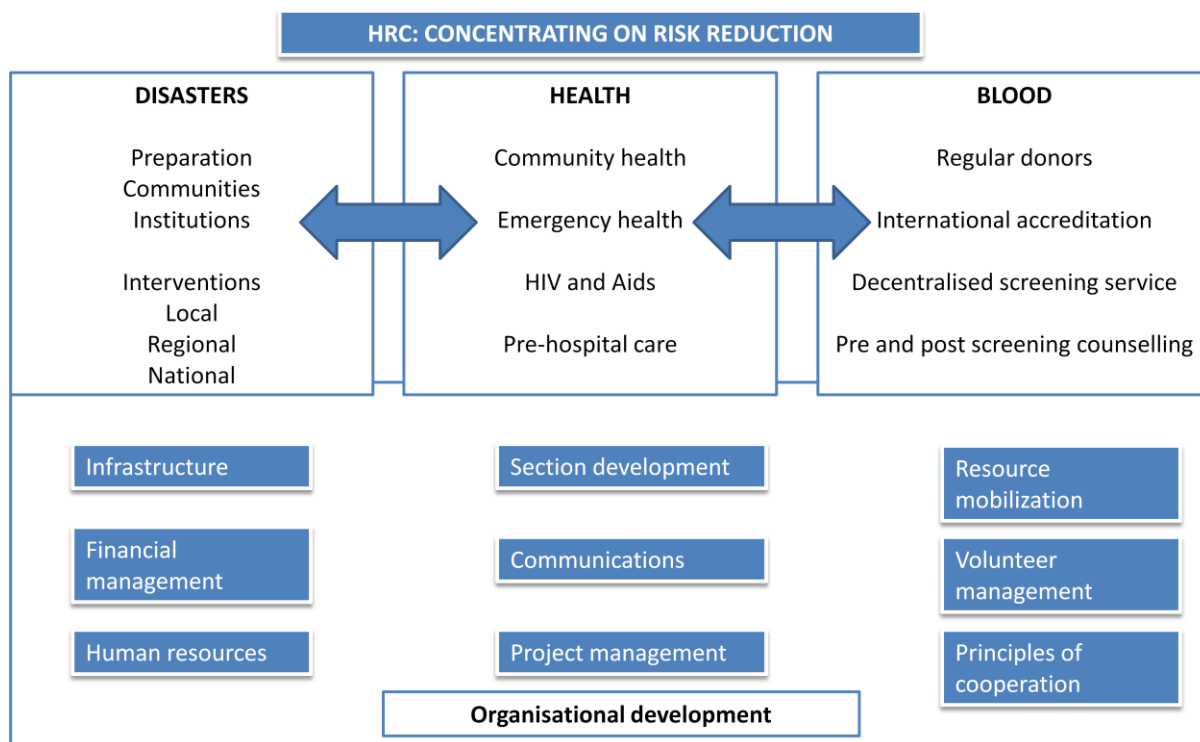 HRC: CONCENTRATING ON RISK REDUCTION
DISASTERS
Preparation
Communities
Institutions
Interventions
Local
Regional
National
HEALTH
Community health
Emergency health
HIV and Aids
Pre-hospital care
BLOOD
Regular donors
International accreditation
Decentralised screening service
Pre and post screening counselling
Infrastructure
Financial
management
Human resources
Section development
Communications
Project management
Resource
mobilization
Volunteer
management
Principles of
cooperation
Organisational development